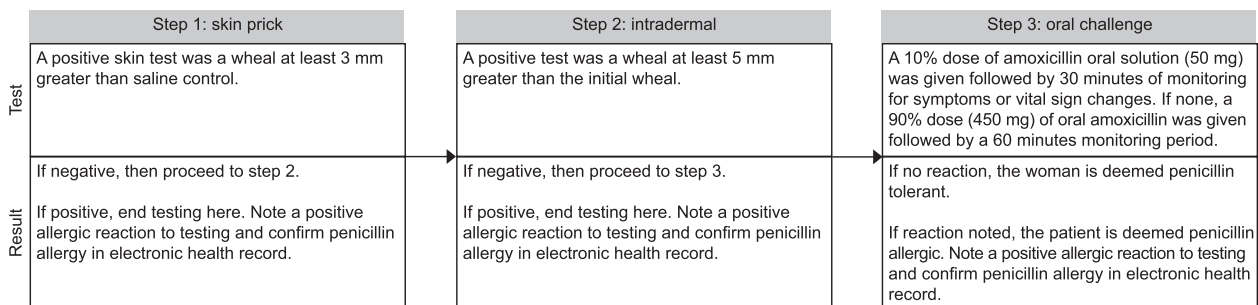 Step 1: skin prick
Step 2: intradermal
Step 3: oral challenge
Test
A positive skin test was a wheal at least 3 mm
greater than saline control.
A positive test was a wheal at least 5 mm
greater than the initial wheal.
A 10% dose of amoxicillin oral solution (50 mg)
was given followed by 30 minutes of monitoring
for symptoms or vital sign changes. If none, a
90% dose (450 mg) of oral amoxicillin was given
followed by a 60 minutes monitoring period.
Result
If negative, then proceed to step 2.
If positive, end testing here. Note a positive
allergic reaction to testing and confirm penicillin
allergy in electronic health record.
If negative, then proceed to step 3.
If positive, end testing here. Note a positive
allergic reaction to testing and confirm penicillin
allergy in electronic health record.
If no reaction, the woman is deemed penicillin
tolerant.
If reaction noted, the patient is deemed penicillin
allergic. Note a positive allergic reaction to testing
and confirm penicillin allergy in electronic health
record.